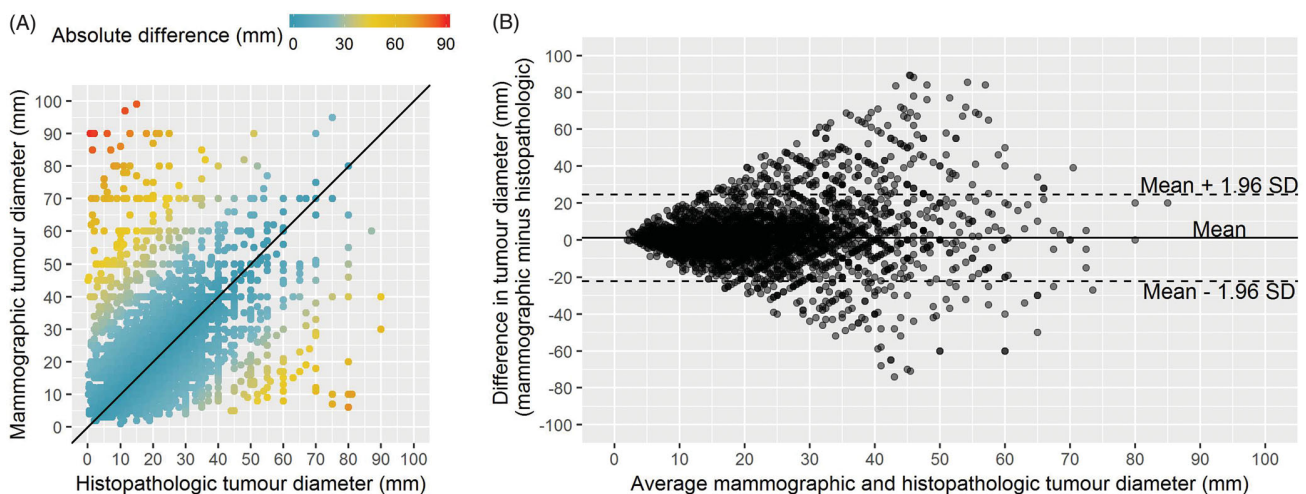 (A)
Absolute difference (mm)
0 30 60 90
Mammographic tumour diameter (mm)
100
90
80
70
60
50
40
30
20
10
0
0 10 20 30 40 50 60 70 80 90 100
Histopathologic tumour diameter (mm)
(B)
Difference in tumour diameter (mm)
(mammographic minus histopathologic)
100
80
60
40
20
0
-20
-40
-60
-80
-100
Mean + 1.96 SD
Mean
Mean - 1.96 SD
0 10 20 30 40 50 60 70 80 90 100
Average mammographic and histopathologic tumour diameter (mm)